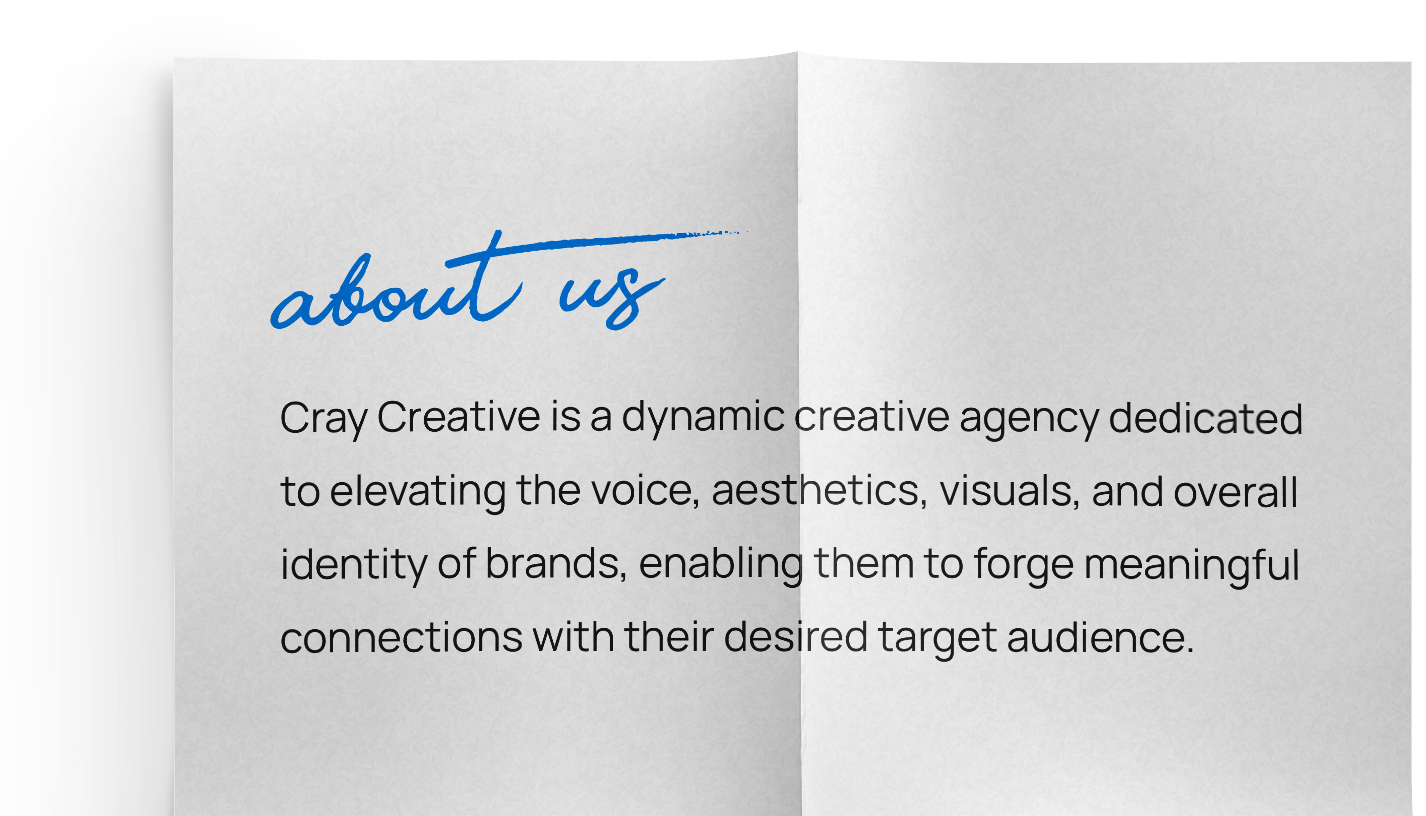 about us
Cray Creative is a dynamic creative agency dedicated
to elevating the voice, aesthetics, visuals, and overall
identity of brands, enabling them to forge meaningful
connections with their desired target audience.